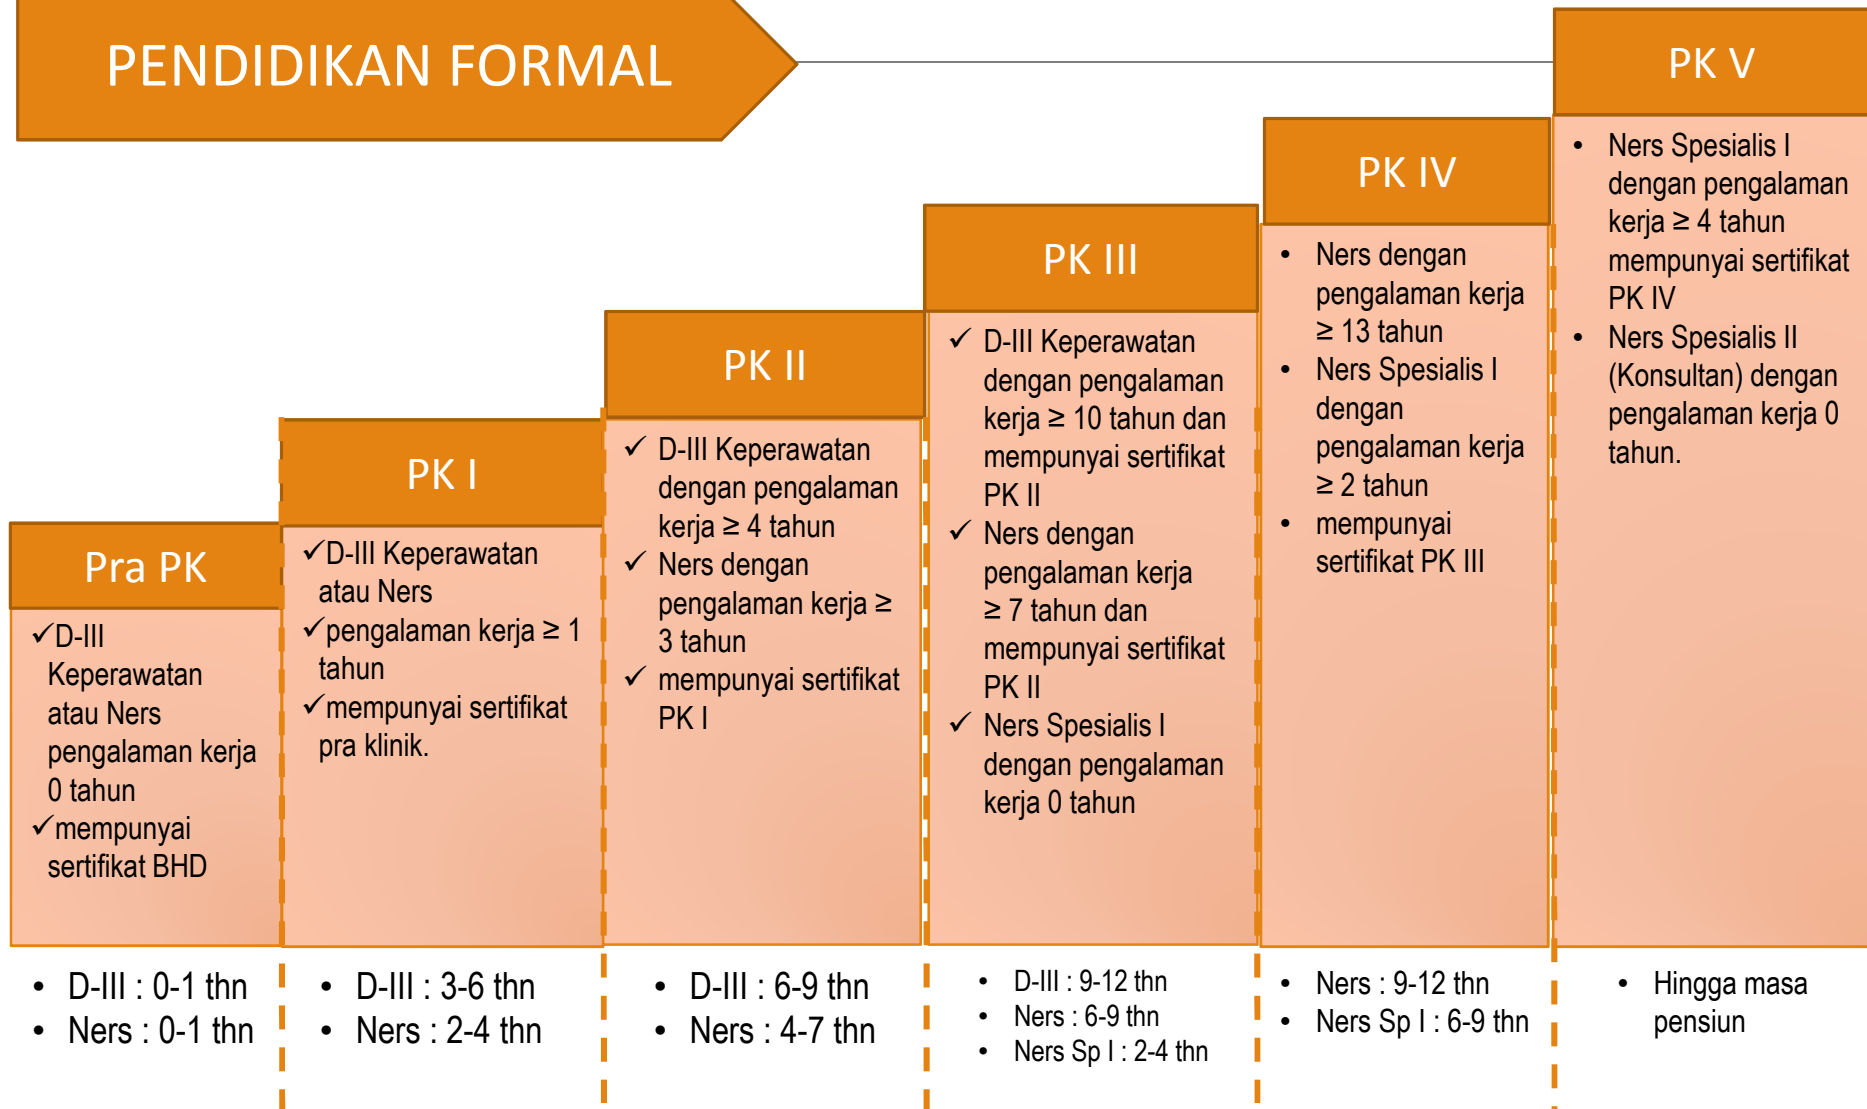 PENDIDIKAN FORMAL
Pra PK
✓D-III
Keperawatan
atau Ners
pengalaman kerja
0 tahun
✓mempunyai
sertifikat BHD
• D-III : 0-1 thn
• Ners : 0-1 thn
PK I
✓D-III Keperawatan
atau Ners
✓pengalaman kerja ≥ 1
tahun
✓mempunyai sertifikat
pra klinik.
• D-III : 3-6 thn
• Ners : 2-4 thn
PK II
✓ D-III Keperawatan
dengan pengalaman
kerja ≥ 4 tahun
✓ Ners dengan
pengalaman kerja ≥
3 tahun
✓ mempunyai sertifikat
PK I
• D-III : 6-9 thn
• Ners : 4-7 thn
PK III
✓ D-III Keperawatan
dengan pengalaman
kerja ≥ 10 tahun dan
mempunyai sertifikat
PK II
✓ Ners dengan
pengalaman kerja
≥ 7 tahun dan
mempunyai sertifikat
PK II
✓ Ners Spesialis I
dengan pengalaman
kerja 0 tahun
• D-III : 9-12 thn
• Ners : 6-9 thn
• Ners Sp I : 2-4 thn
PK IV
• Ners dengan
pengalaman kerja
≥ 13 tahun
• Ners Spesialis I
dengan
pengalaman kerja
≥ 2 tahun
• mempunyai
sertifikat PK III
• Ners : 9-12 thn
• Ners Sp I : 6-9 thn
PK V
• Ners Spesialis I
dengan pengalaman
kerja ≥ 4 tahun
mempunyai sertifikat
PK IV
• Ners Spesialis II
(Konsultan) dengan
pengalaman kerja 0
tahun.
• Hingga masa
pensiun